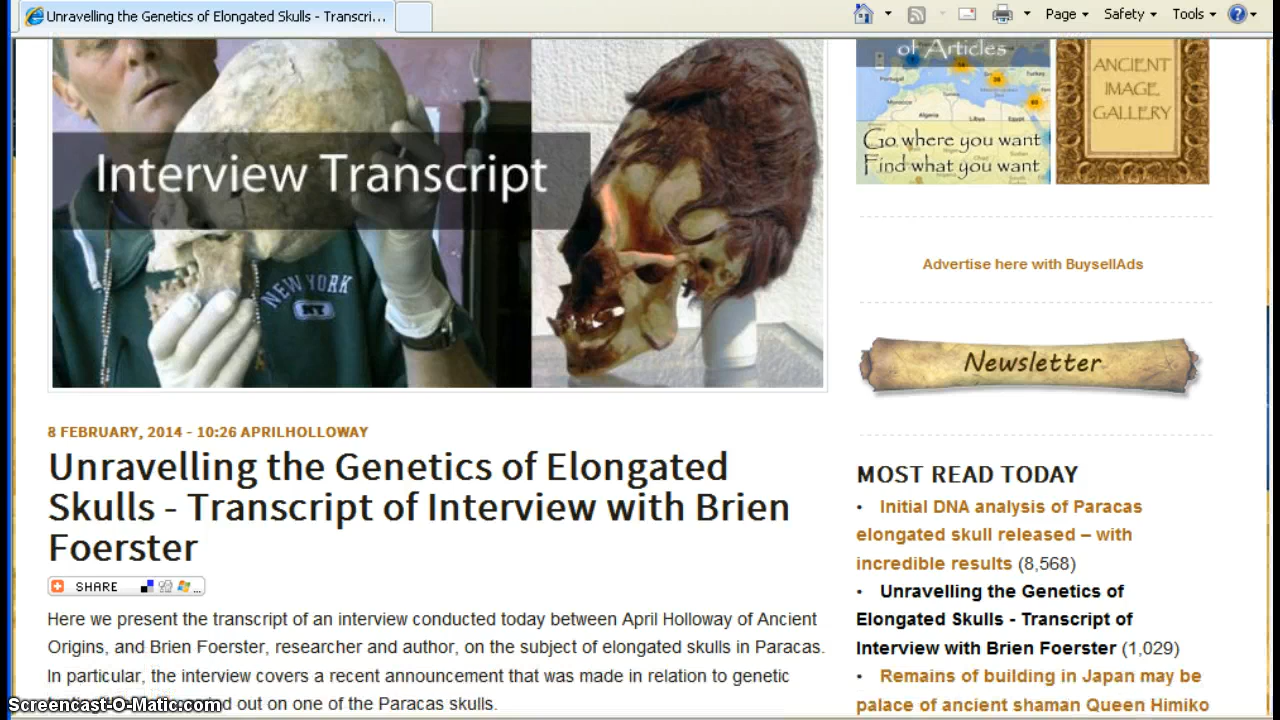 Unravelling the Genetics of Elongated Skulls - Transcri...
Page
Safety
Tools
Interview Transcript
NEW YORK
NY
of Articles
Portugal
Turkey
Morocco
Algeria
Libya
Egypt
Go where you want
Find what you want
ANCIENT
IMAGE
GALLERY
Advertise here with BuysellAds
Newsletter
8 FEBRUARY, 2014 - 10:26 APRILHOLLOWAY
Unravelling the Genetics of Elongated
Skulls - Transcript of Interview with Brien
Foerster
SHARE
...
Here we present the transcript of an interview conducted today between April Holloway of Ancient
Origins, and Brien Foerster, researcher and author, on the subject of elongated skulls in Paracas.
In particular, the interview covers a recent announcement that was made in relation to genetic
out on one of the Paracas skulls.
MOST READ TODAY
• Initial DNA analysis of Paracas
elongated skull released – with
incredible results (8,568)
• Unravelling the Genetics of
Elongated Skulls - Transcript of
Interview with Brien Foerster (1,029)
• Remains of building in Japan may be
palace of ancient shaman Queen Himiko
Screencast-O-Matic.com